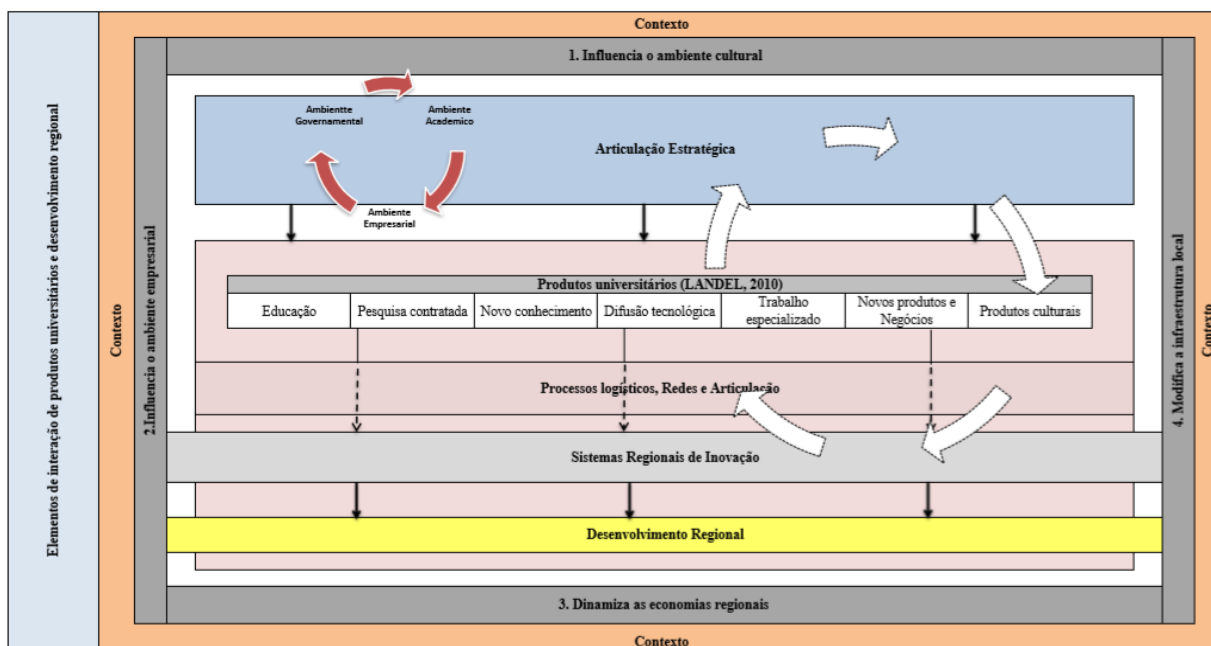 Contexto
1. Influencia o ambiente cultural
Elementos de interação de produtos universitários e desenvolvimento regional
Contexto
2.Influencia o ambiente empresarial
Ambientte
Governamental
Ambiente
Academico
Articulação Estratégica
Ambiente
Empresarial
Produtos universitários (LANDEL, 2010)
Educação
Pesquisa contratada
Novo conhecimento
Difusão tecnológica
Trabalho
especializado
Novos produtos e
Negócios
Produtos culturais
Processos logísticos, Redes e Articulação
Sistemas Regionais de Inovação
Desenvolvimento Regional
4. Modifica a infraestrutura local
Contexto
3. Dinamiza as economias regionais
Contexto